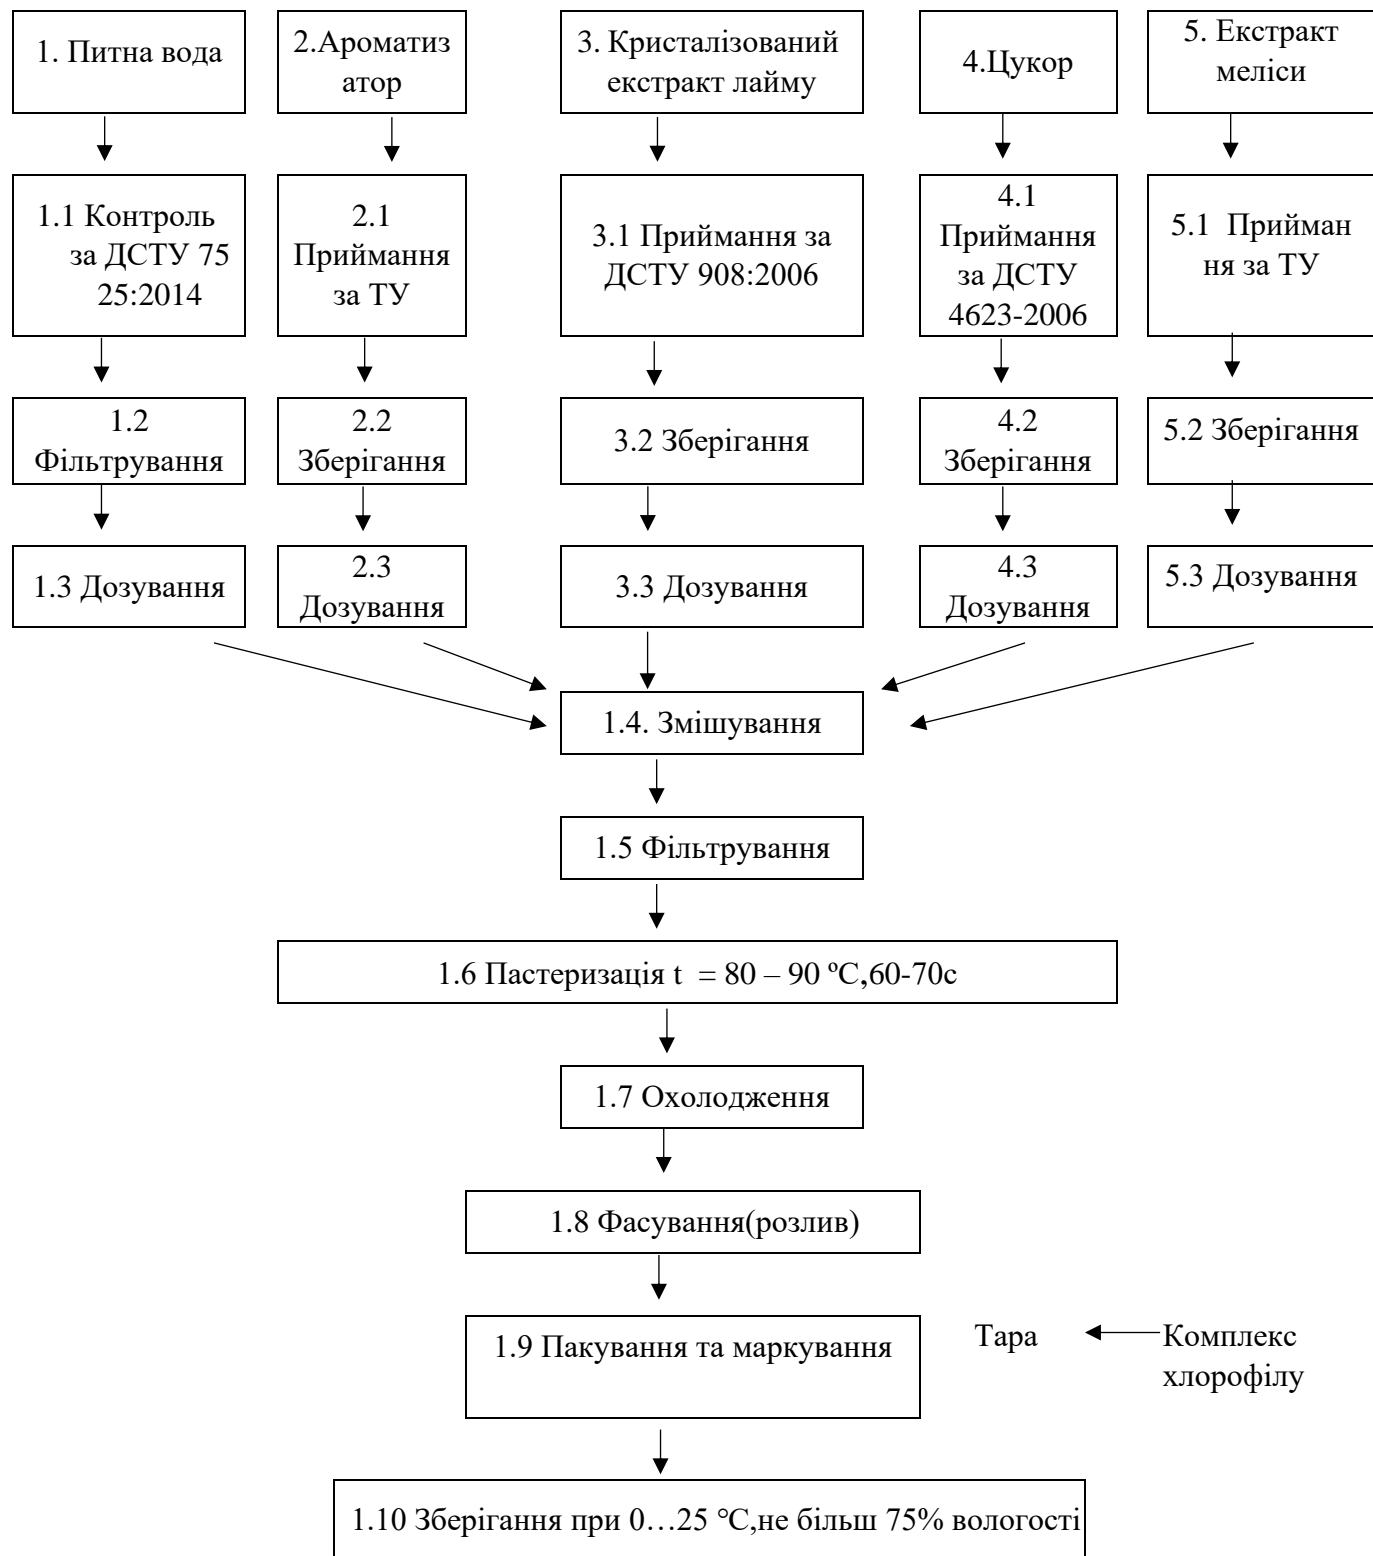 1. Питна вода
2.Ароматиз
атор
3. Кристалізований
екстракт лайму
4.Цукор
5. Екстракт
меліси
1.1 Контроль
за ДСТУ 75
25:2014
2.1
Приймання
за ТУ
3.1 Приймання за
ДСТУ 908:2006
4.1
Приймання
за ДСТУ
4623-2006
5.1 Прийман
ня за ТУ
1.2
Фільтрування
2.2
Зберігання
3.2 Зберігання
4.2
Зберігання
5.2 Зберігання
1.3 Дозування
2.3
Дозування
3.3 Дозування
4.3
Дозування
5.3 Дозування
1.4. Змішування
1.5 Фільтрування
1.6 Пастеризація t = 80 – 90 ºС,60-70с
1.7 Охолодження
1.8 Фасування(розлив)
1.9 Пакування та маркування
Тара
Комплекс
хлорофілу
1.10 Зберігання при 0…25 °С,не більш 75% вологості